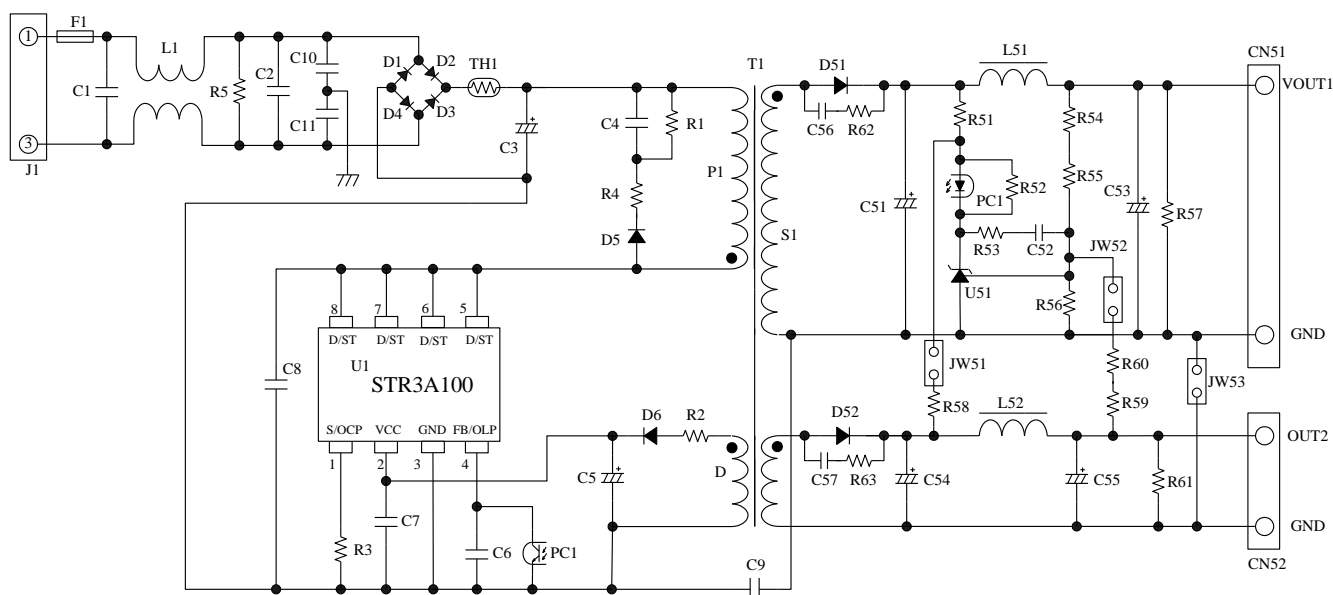 F1
1
L1
C1
R5
C2
C10
C11
D1
D2
D4
D3
TH1
3
J1
C3
C4
R1
R4
D5
P1
T1
S1
D51
C56
R62
C51
R51
PC1
R52
R53
C52
U51
L51
R54
R55
R56
C53
R57
JW52
CN51
VOUT1
GND
8
7
6
5
D/ST
D/ST
D/ST
D/ST
U1
STR3A100
S/OCP
VCC
GND
FB/OLP
1
2
3
4
C8
R3
C7
C6
PC1
C5
D6
R2
D
C9
D52
C57
R63
C54
JW51
R58
L52
C55
R60
R59
R61
JW53
OUT2
GND
CN52